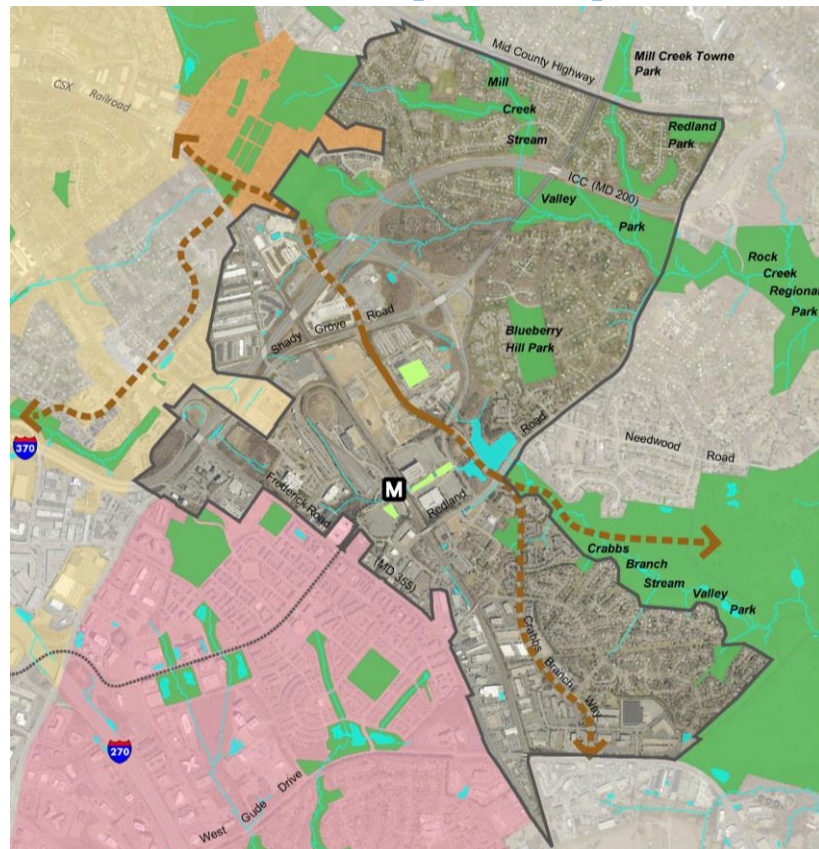 Mid County Highway
Mill Creek Towne
Park
CSX Railroad
Mill
Creek
Stream
Valley
Park
Redland
Park
ICC (MD 200)
Rock
Creek
Regional
Park
Shady Grove Road
Blueberry
Hill Park
370
M
Frederick Road
(MD 355)
Redland Road
Needwood Road
Crabbs
Branch
Stream
Valley
Park
Crabbs Branch Way
270
West Gude Drive